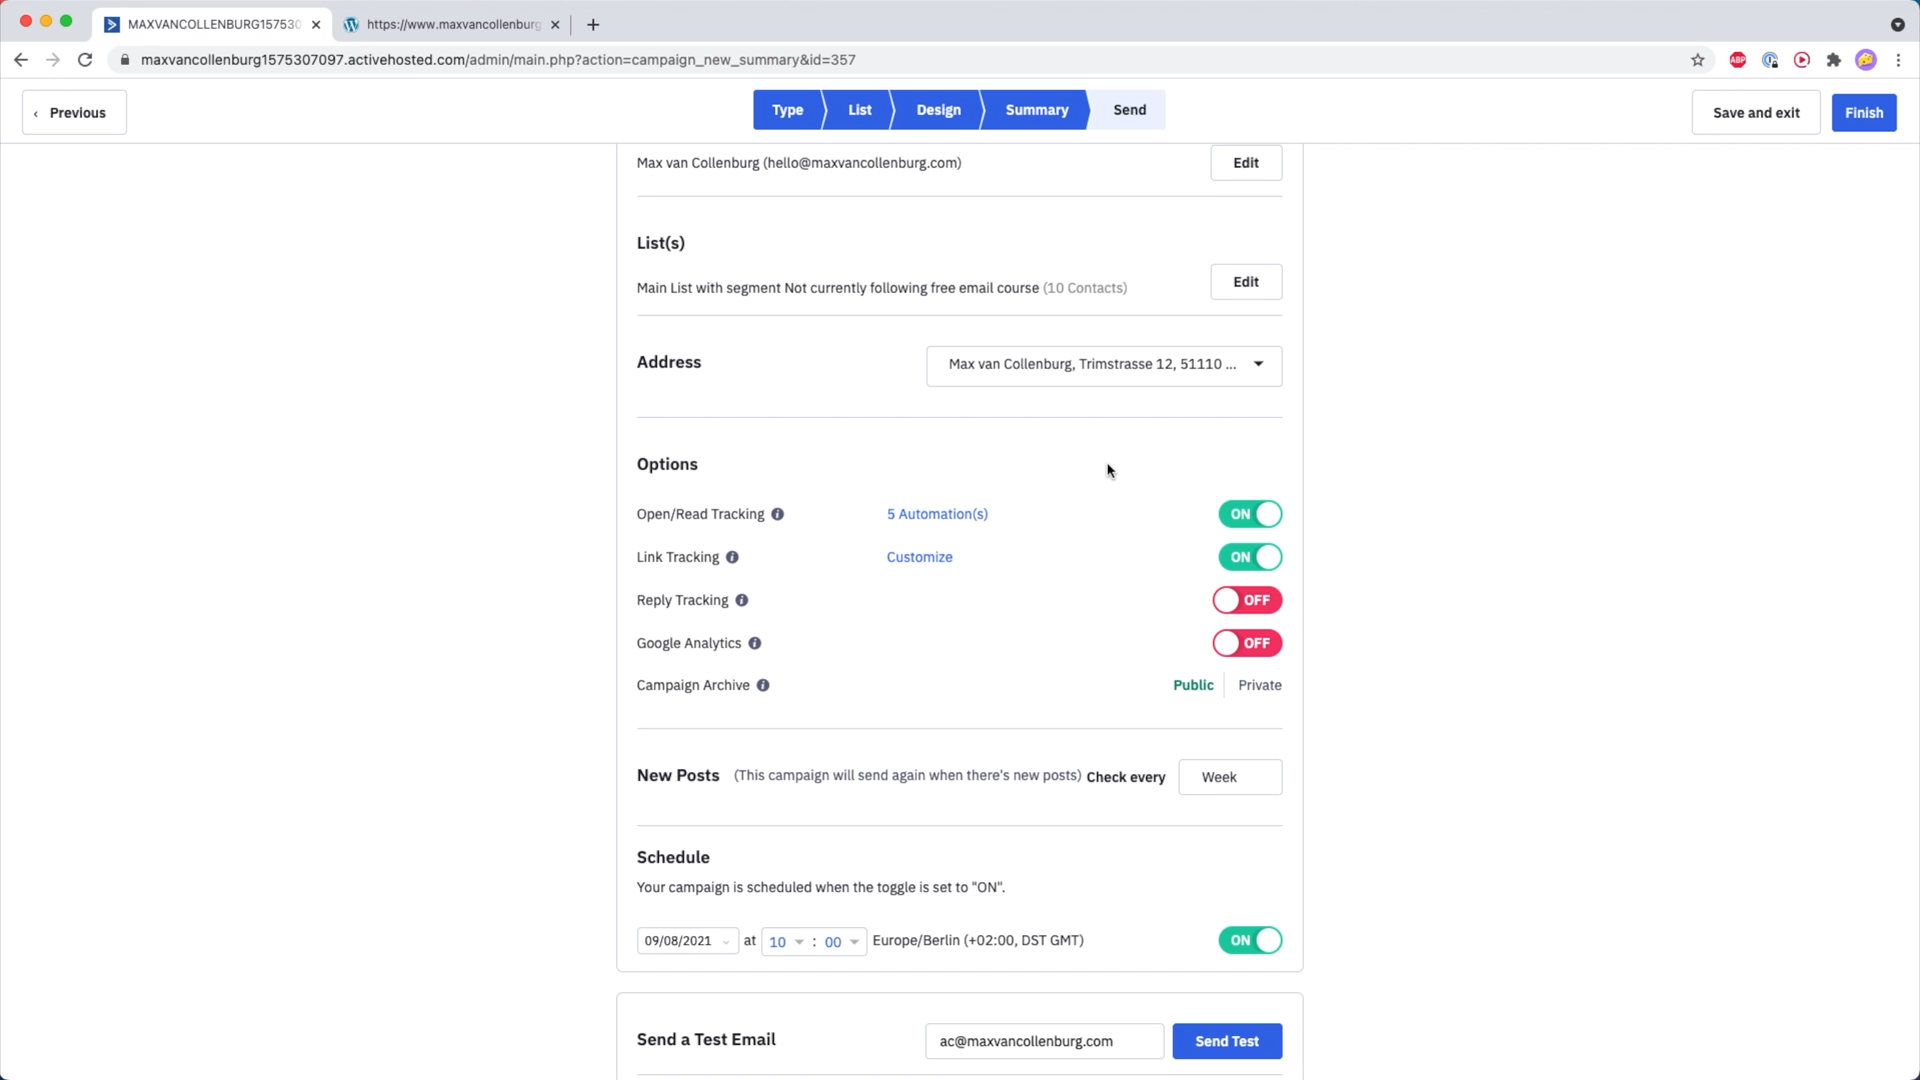 MAXVANCOLLENBURG157530
https://www.maxvancollenburg
maxvancollenburg1575307097.activehosted.com/admin/main.php?action=campaign_new_summary&id=357
ABP
‹ Previous
Type
List
Design
Summary
Send
Save and exit
Finish
Max van Collenburg (hello@maxvancollenburg.com)
Edit
List(s)
Main List with segment Not currently following free email course (10 Contacts)
Edit
Address
Max van Collenburg, Trimstrasse 12, 51110 ...
Options
Open/Read Tracking
5 Automation(s)
ON
Link Tracking
Customize
ON
Reply Tracking
OFF
Google Analytics
OFF
Campaign Archive
Public
Private
New Posts (This campaign will send again when there's new posts) Check every
Week
Schedule
Your campaign is scheduled when the toggle is set to "ON".
09/08/2021 at 10 : 00 Europe/Berlin (+02:00, DST GMT)
ON
Send a Test Email
ac@maxvancollenburg.com
Send Test